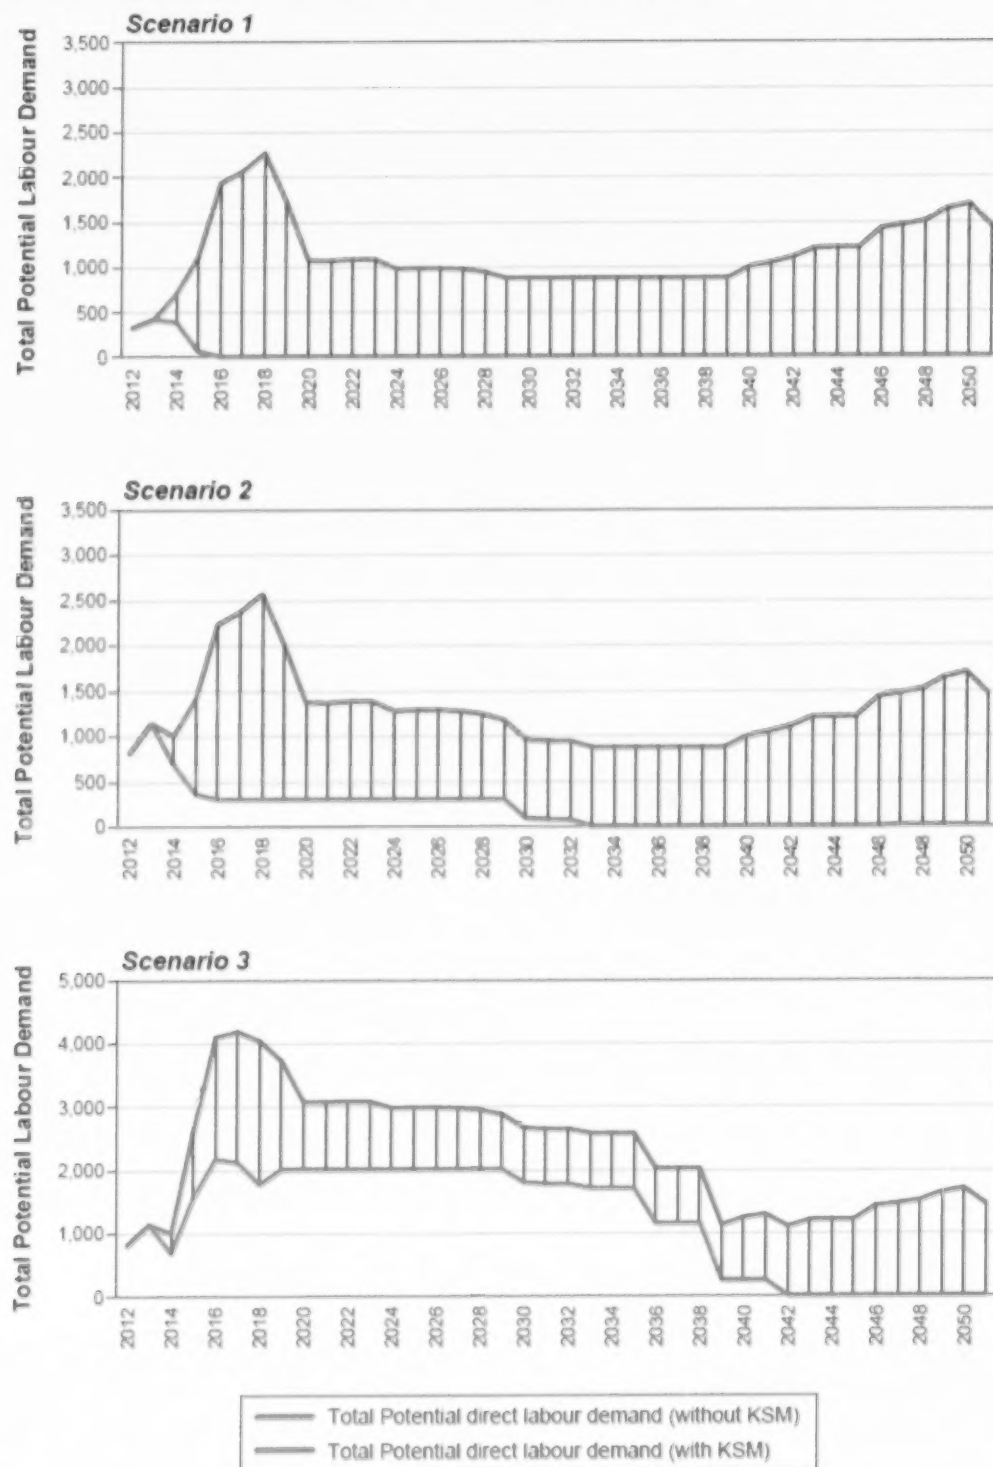 Scenario 1
Total Potential Labour Demand
3,500
3,000
2,500
2,000
1,500
1,000
500
0
2012 2014 2016 2018 2020 2022 2024 2026 2028 2030 2032 2034 2036 2038 2040 2042 2044 2046 2048 2050
Scenario 2
Total Potential Labour Demand
3,500
3,000
2,500
2,000
1,500
1,000
500
0
2012 2014 2016 2018 2020 2022 2024 2026 2028 2030 2032 2034 2036 2038 2040 2042 2044 2046 2048 2050
Scenario 3
Total Potential Labour Demand
5,000
4,000
3,000
2,000
1,000
0
2012 2014 2016 2018 2020 2022 2024 2026 2028 2030 2032 2034 2036 2038 2040 2042 2044 2046 2048 2050
Total Potential direct labour demand (without KSM)
Total Potential direct labour demand (with KSM)